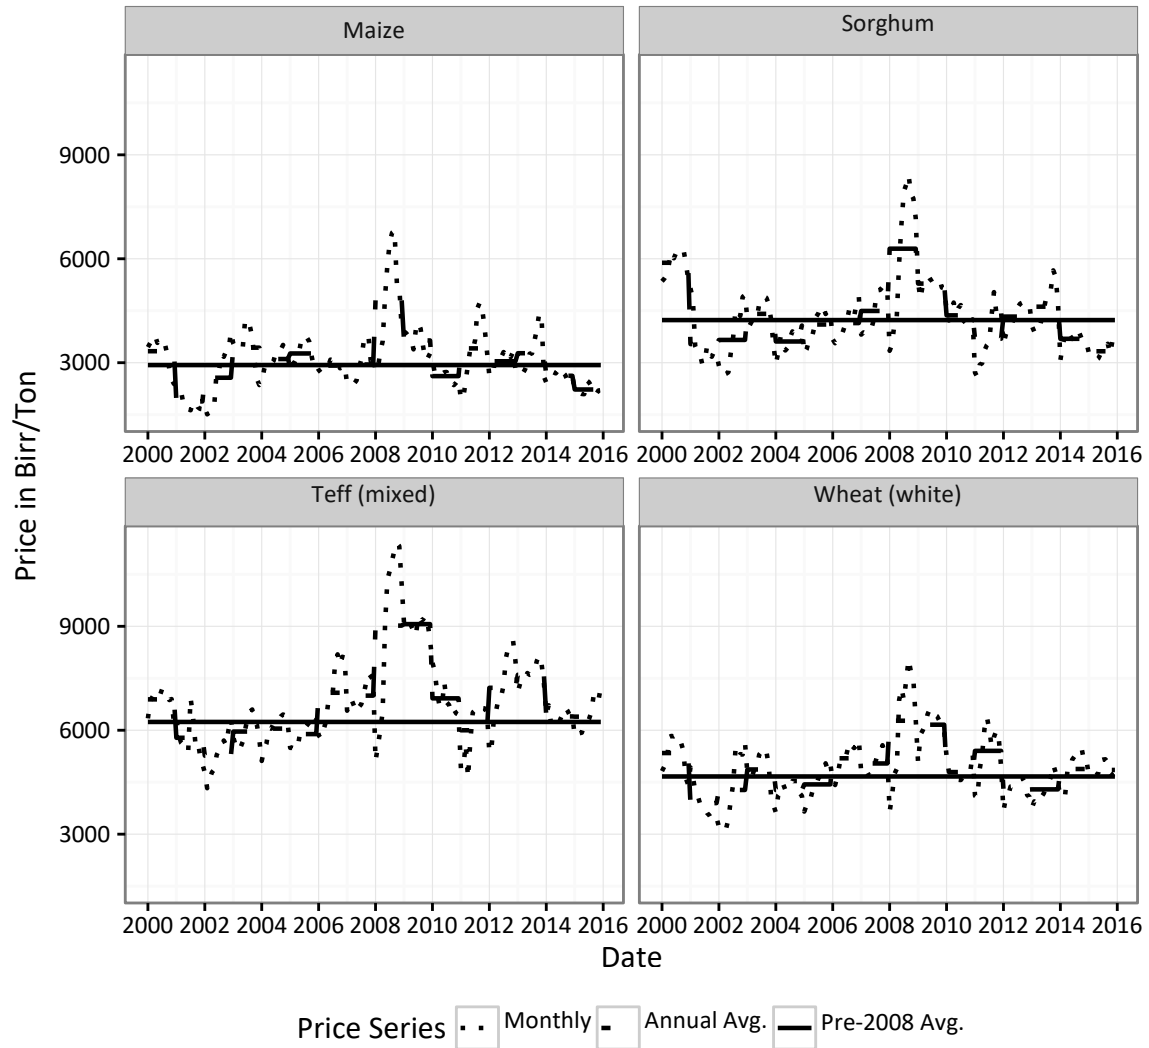 Maize
Sorghum
9000
6000
3000
2000 2002 2004 2006 2008 2010 2012 2014 2016
2000 2002 2004 2006 2008 2010 2012 2014 2016
Price in Birr/Ton
Teff (mixed)
Wheat (white)
9000
6000
3000
2000 2002 2004 2006 2008 2010 2012 2014 2016
2000 2002 2004 2006 2008 2010 2012 2014 2016
Date
Price Series Monthly Annual Avg. Pre-2008 Avg.